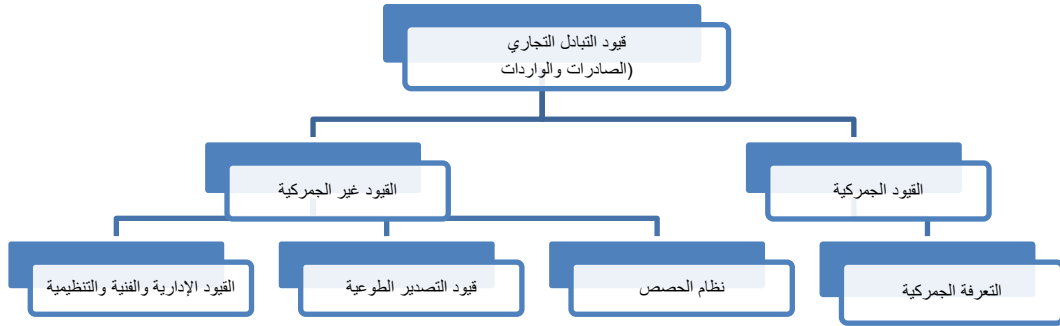 قيود التبادل التجاري
(الصادرات والواردات
القيود الجمركية
القيود غير الجمركية
التعرفة الجمركية
نظام الحصص
قيود التصدير الطوعية
القيود الإدارية والفنية والتنظيمية